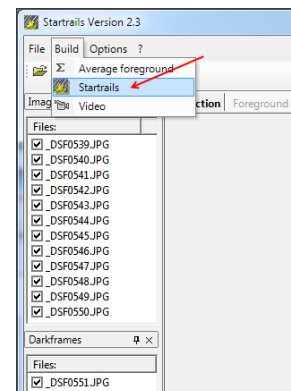 Startrails Version 2.3
File Build Options ?
Σ Average foreground
Startrails
Video
Imag
ction Foreground
Files:
_DSF0539.JPG
_DSF0540.JPG
_DSF0541.JPG
_DSF0542.JPG
_DSF0543.JPG
_DSF0544.JPG
_DSF0545.JPG
_DSF0546.JPG
_DSF0547.JPG
_DSF0548.JPG
_DSF0549.JPG
_DSF0550.JPG
Darkframes
Files:
_DSF0551.JPG